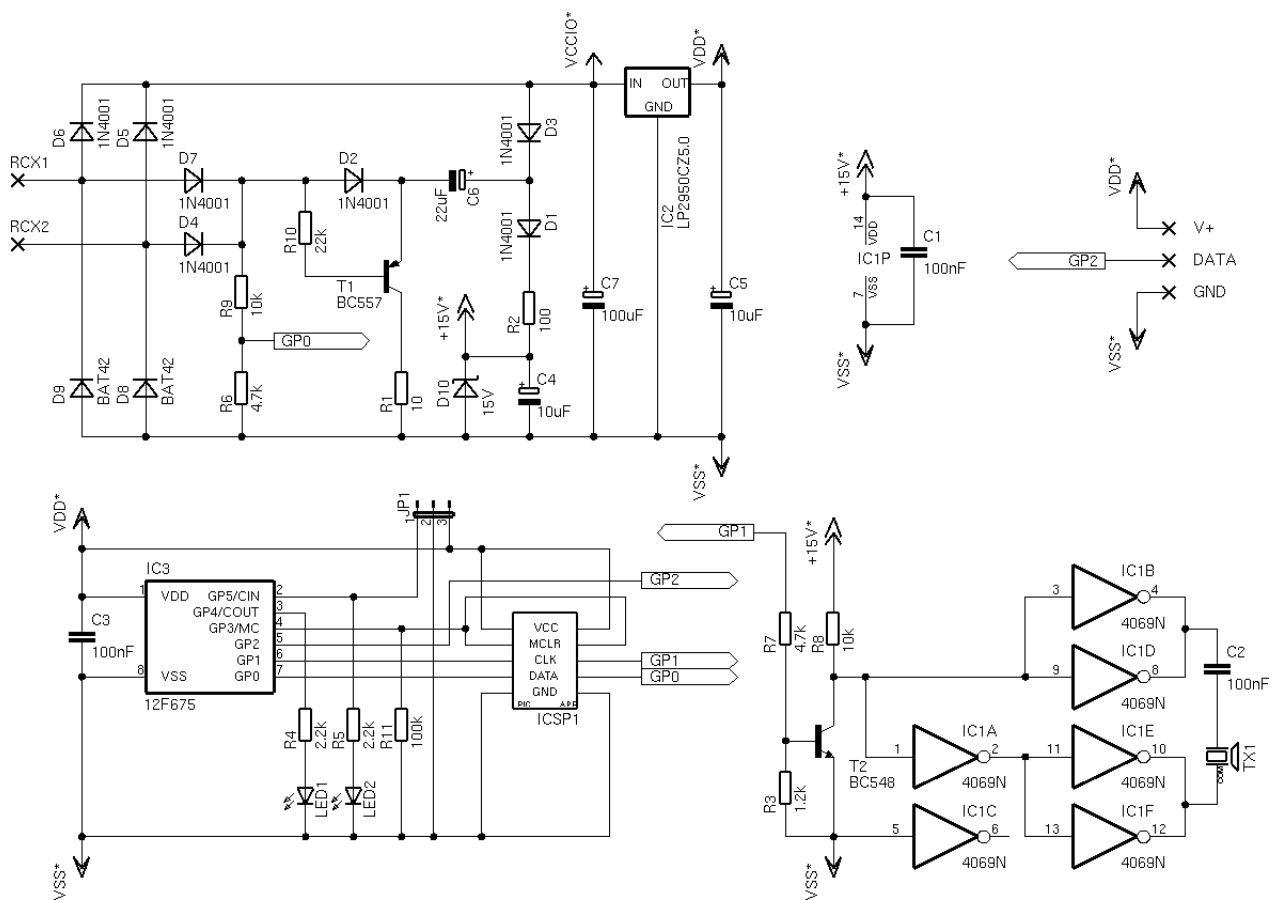 VCCIO*
VDD*
IN OUT
GND
IC2
LP2950CZ5.0
D6
1N4001
D5
1N4001
D3
1N4001
RCX1
RCX2
D7
1N4001
D2
1N4001
22uF
C6
+
D4
1N4001
R10
22k
D1
1N4001
T1
BC557
R9
10k
GP0
+15V*
R2
100
C7
+
100uF
C5
+
10uF
D9
BAT42
D8
BAT42
R6
4.7k
R1
10
D10
15V
C4
+
10uF
VSS*
+15V*
14
VDD
IC1P
7
VSS
C1
100nF
VSS*
VDD*
V+
GP2
DATA
GND
VSS*
VDD*
JP1
1
2
3
IC3
1 VDD GP5/CIN 2
GP4/COUT 3
GP3/MC 4
GP2 5
GP1 6
8 VSS GP0 7
12F675
C3
100nF
VCC
MCLR
CLK
DATA
GND
PIC APP
ICSP1
GP2
GP1
GP0
R4
2.2k
R5
2.2k
R11
100k
LED1
LED2
VSS*
GP1
+15V*
R7
4.7k
R8
10k
T2
BC548
R3
1.2k
VSS*
IC1B
3 4
4069N
IC1D
9 8
4069N
IC1A
1 2
4069N
IC1E
11 10
4069N
IC1C
5 6
4069N
IC1F
13 12
4069N
C2
100nF
COM
TX1